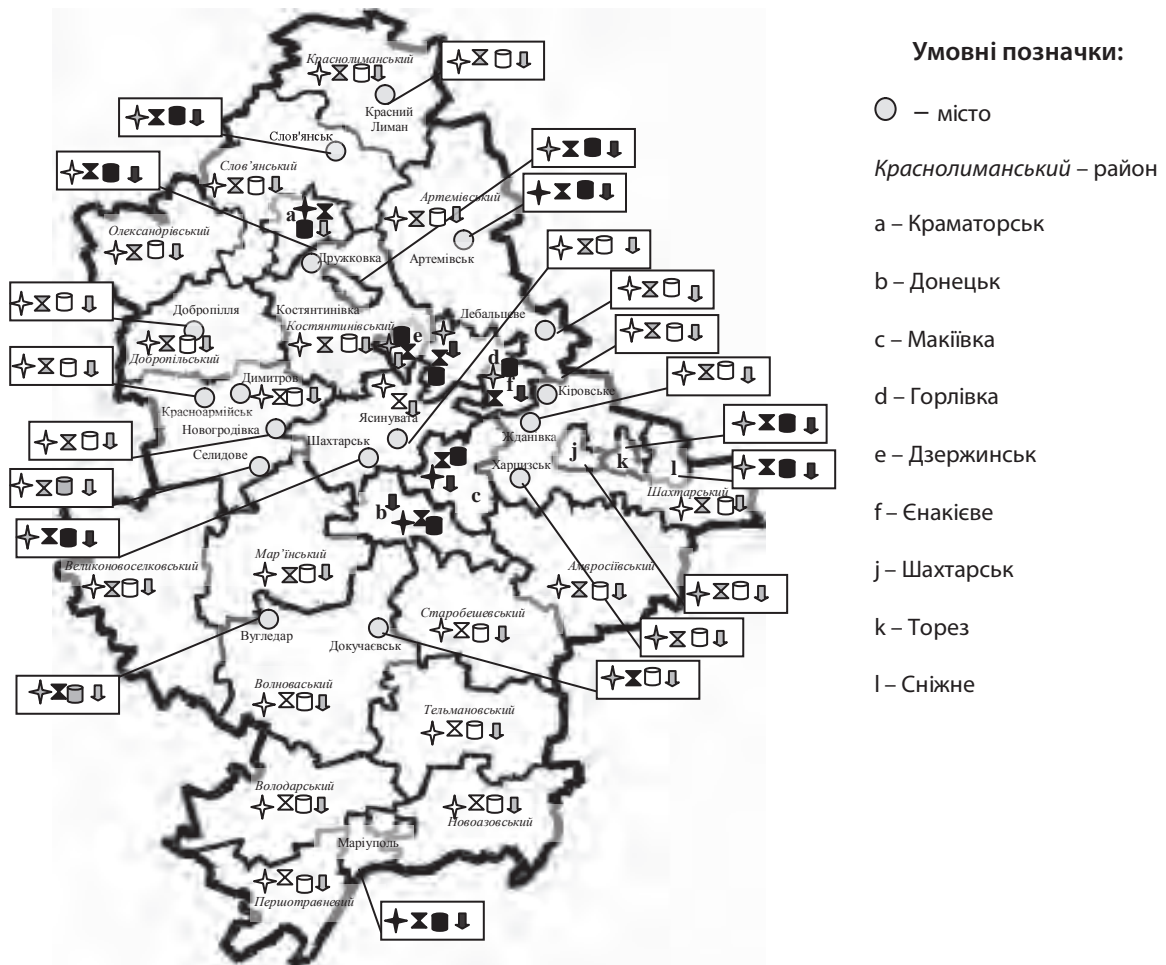 Умовні позначки:
– місто
Краснолиманський – район
a – Краматорськ
b – Донецьк
c – Макіївка
d – Горлівка
e – Дзержинськ
f – Єнакієве
j – Шахтарськ
k – Торез
l – Сніжне
Краснолиманський
Красний
Лиман
Слов'янськ
Слов’янський
a
Артемівський
Олександрівський
Артемівськ
Дружковка
Добропілля
Костянтинівка
Дебальцеве
Костянтинівський
e
Добропільський
d
f
Димитров
Кіровське
Красноармійськ
Ясинувата
Новогродівка
Жданівка
Шахтарськ
j
k
l
Селидове
Харцизськ
Шахтарський
c
b
Мар’їнський
Великоновоселковський
Амвросіївський
Старобешевський
Вугледар
Докучаєвськ
Волноваський
Тельмановський
Володарський
Новоазовський
Маріуполь
Першотравневий